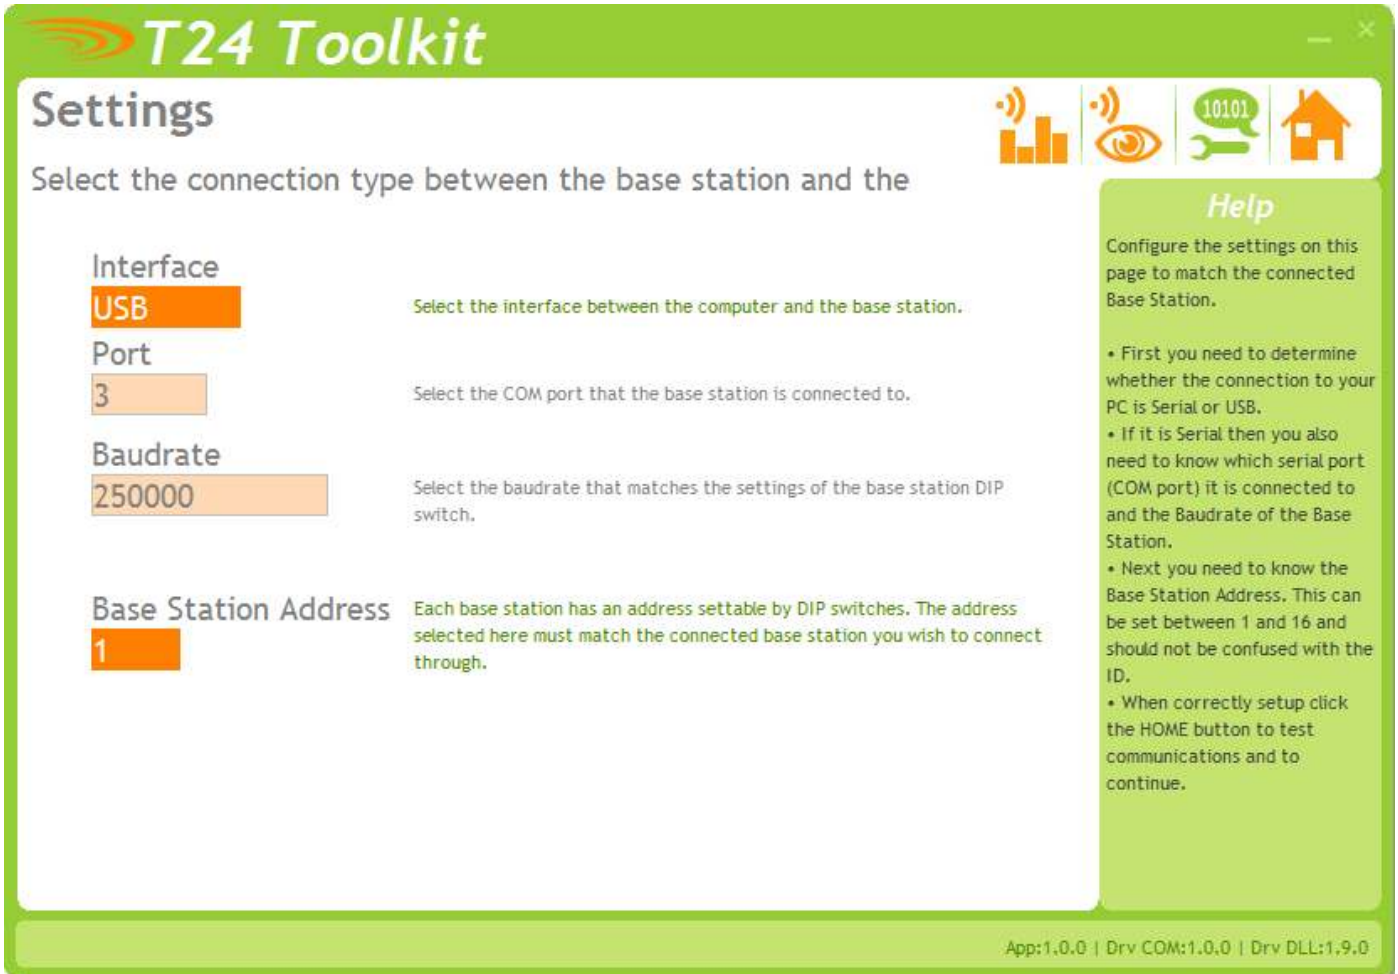 T24 Toolkit
Settings
10101
Select the connection type between the base station and the
Interface
USB
Select the interface between the computer and the base station.
Port
3
Select the COM port that the base station is connected to.
Baudrate
250000
Select the baudrate that matches the settings of the base station DIP
switch.
Base Station Address
1
Each base station has an address settable by DIP switches. The address
selected here must match the connected base station you wish to connect
through.
Help
Configure the settings on this
page to match the connected
Base Station.
• First you need to determine
whether the connection to your
PC is Serial or USB.
• If it is Serial then you also
need to know which serial port
(COM port) it is connected to
and the Baudrate of the Base
Station.
• Next you need to know the
Base Station Address. This can
be set between 1 and 16 and
should not be confused with the
ID.
• When correctly setup click
the HOME button to test
communications and to
continue.
App:1.0.0 | Drv COM:1.0.0 | Drv DLL:1.9.0